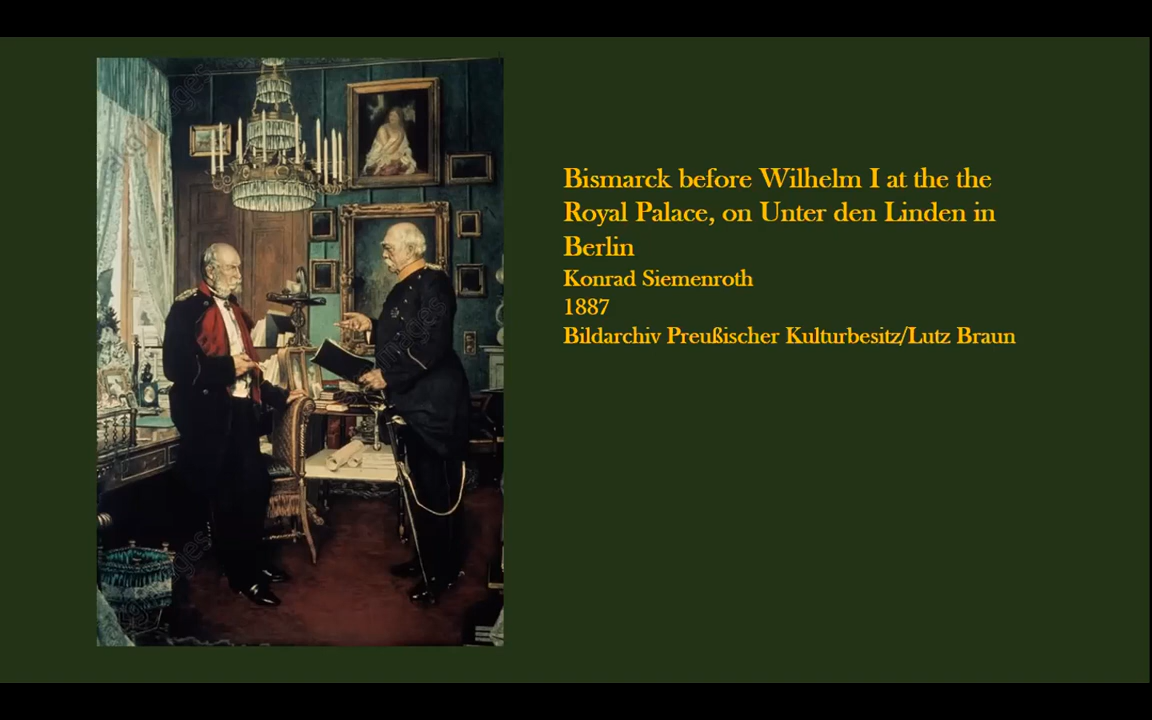 Bismarck before Wilhelm I at the the
Royal Palace, on Unter den Linden in
Berlin
Konrad Siemenroth
1887
Bildarchiv Preußischer Kulturbesitz/Lutz Braun